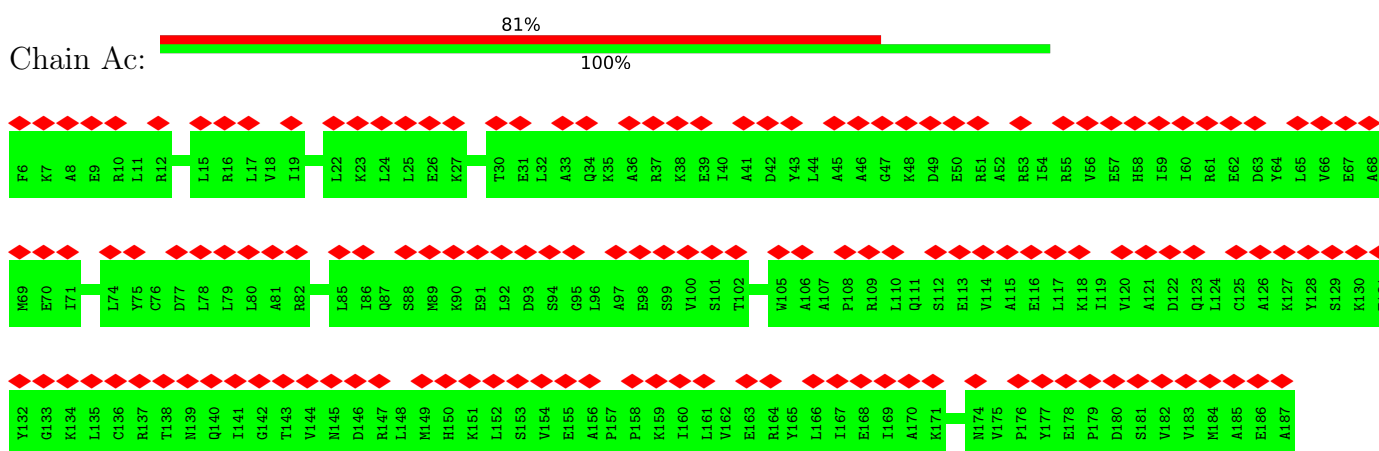 81%
Chain Ac:
100%
F6 K7 A8 E9 R10 L11 R12 L15 R16 L17 V18 I19 L22 K23 L24 L25 E26 K27 T30 E31 L32 A33 Q34 K35 A36 R37 K38 E39 I40 A41 D42 Y43 L44 A45 A46 G47 K48 D49 E50 R51 A52 R53 I54 R55 V56 E57 H58 I59 I60 R61 E62 D63 Y64 L65 V66 E67 A68
M69 E70 I71 L74 Y75 C76 D77 L78 L79 L80 A81 R82 L85 I86 Q87 S88 M89 K90 E91 L92 D93 S94 G95 L96 A97 E98 S99 V100 S101 T102 W105 A106 A107 P108 R109 L110 Q111 S112 E113 V114 A115 E116 L117 K118 I119 V120 A121 D122 Q123 L124 C125 A126 K127 Y128 S129 K130
Y132 G133 K134 L135 C136 R137 T138 N139 Q140 I141 G142 T143 V144 N145 D146 R147 L148 M149 H150 K151 L152 S153 V154 E155 A156 P157 P158 K159 I160 L161 V162 E163 R164 Y165 L166 I167 E168 I169 A170 K171 N174 V175 P176 Y177 E178 P179 D180 S181 V182 V183 M184 A185 E186 A187